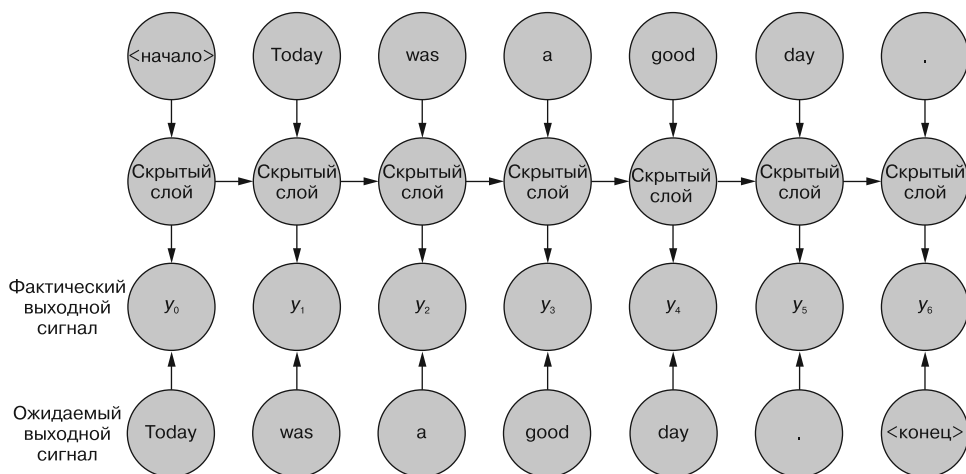 <начало> Today was a good day .
Скрытый слой Скрытый слой Скрытый слой Скрытый слой Скрытый слой Скрытый слой Скрытый слой
Фактический выходной сигнал y₀ y₁ y₂ y₃ y₄ y₅ y₆
Ожидаемый выходной сигнал Today was a good day . <конец>